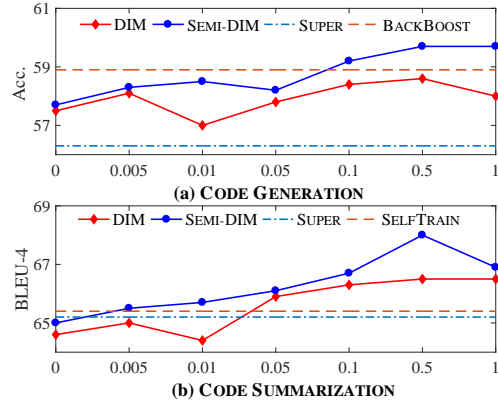 61
DIM SEMI-DIM SUPER BACKBOOST
59
Acc.
57
0 0.005 0.01 0.05 0.1 0.5 1
(a) CODE GENERATION
69
DIM SEMI-DIM SUPER SELFTRAIN
67
BLEU-4
65
0 0.005 0.01 0.05 0.1 0.5 1
(b) CODE SUMMARIZATION